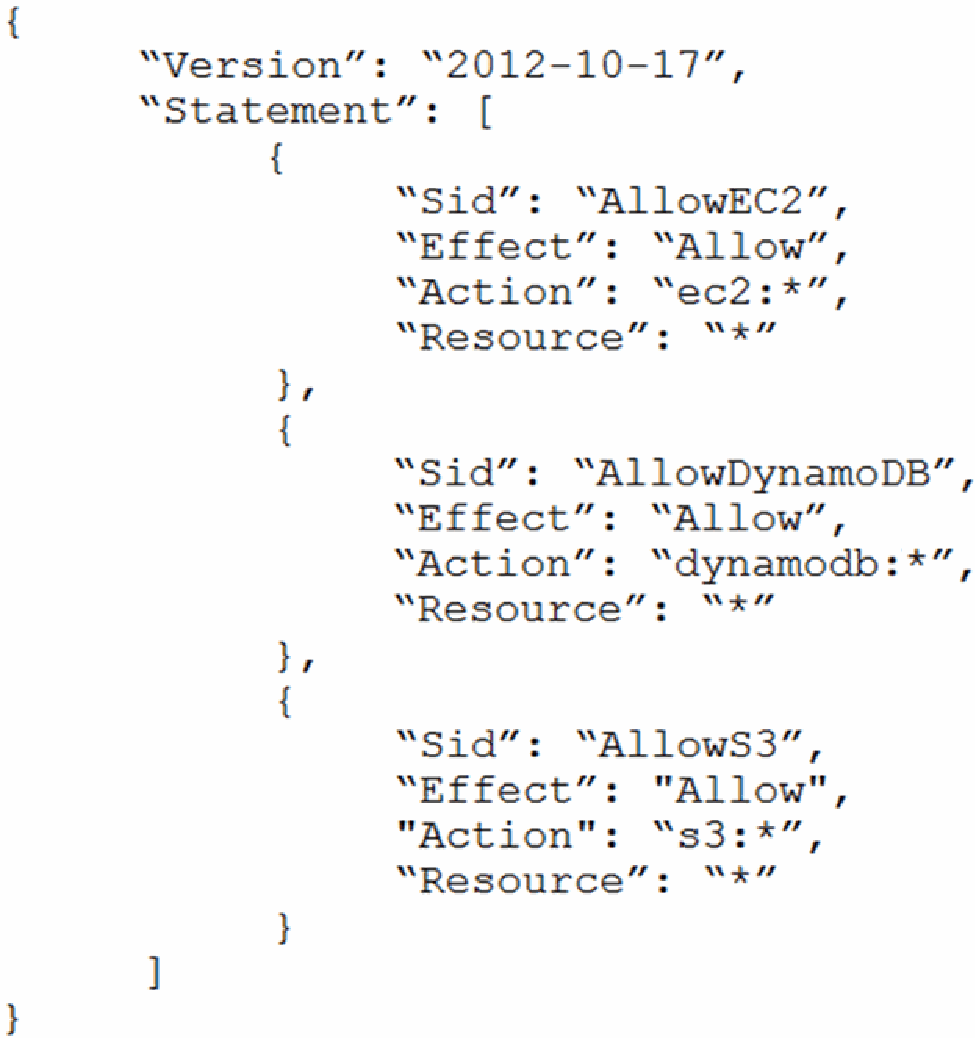 {
“Version”: “2012-10-17”,
“Statement”: [
{
“Sid”: “AllowEC2”,
“Effect”: “Allow”,
“Action”: “ec2:*”,
“Resource”: “*”
},
{
“Sid”: “AllowDynamoDB”,
“Effect”: “Allow”,
“Action”: “dynamodb:*”,
“Resource”: “*”
},
{
“Sid”: “AllowS3”,
“Effect”: "Allow",
"Action": “s3:*”,
“Resource”: “*”
}
]
}